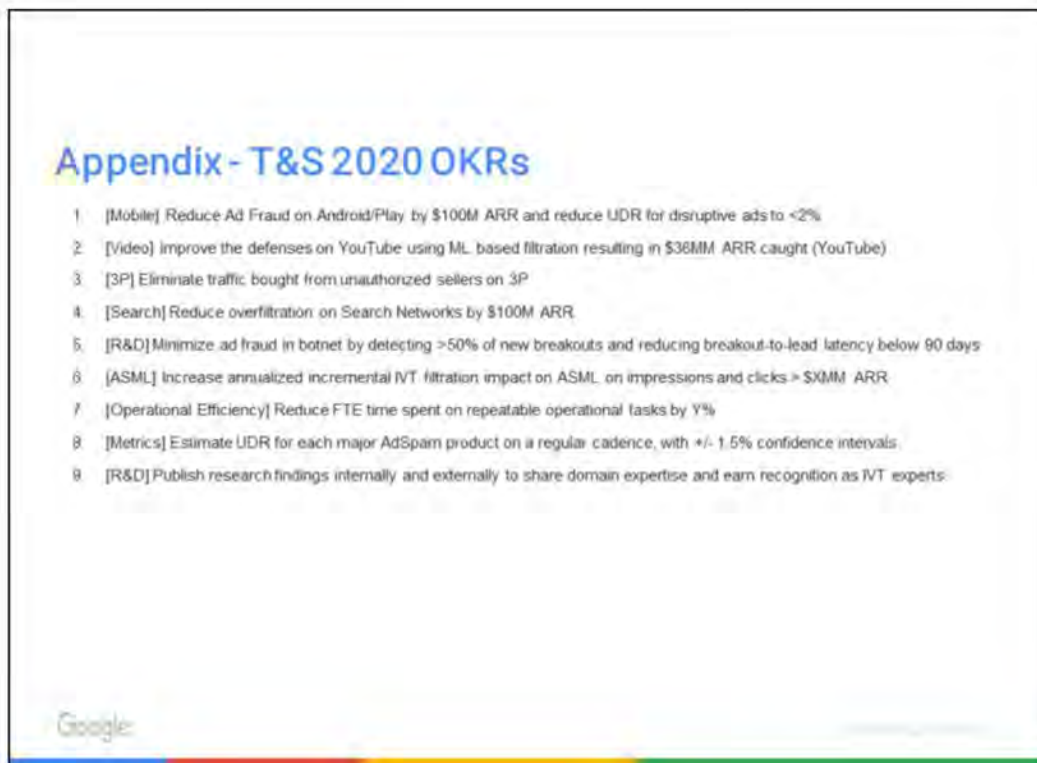 Appendix - T&S 2020 OKRs
1. [Mobile] Reduce Ad Fraud on Android/Play by $100M ARR and reduce UDR for disruptive ads to <2%
2. [Video] Improve the defenses on YouTube using ML based filtration resulting in $36MM ARR caught (YouTube)
3. [3P] Eliminate traffic bought from unauthorized sellers on 3P
4. [Search] Reduce overfiltration on Search Networks by $100M ARR
5. [R&D] Minimize ad fraud in botnet by detecting >50% of new breakouts and reducing breakout-to-lead latency below 90 days
6. [ASML] Increase annualized incremental IVT filtration impact on ASML on impressions and clicks > $XMM ARR
7. [Operational Efficiency] Reduce FTE time spent on repeatable operational tasks by Y%
8. [Metrics] Estimate UDR for each major AdSpam product on a regular cadence, with +/- 1.5% confidence intervals
9. [R&D] Publish research findings internally and externally to share domain expertise and earn recognition as IVT experts
Google